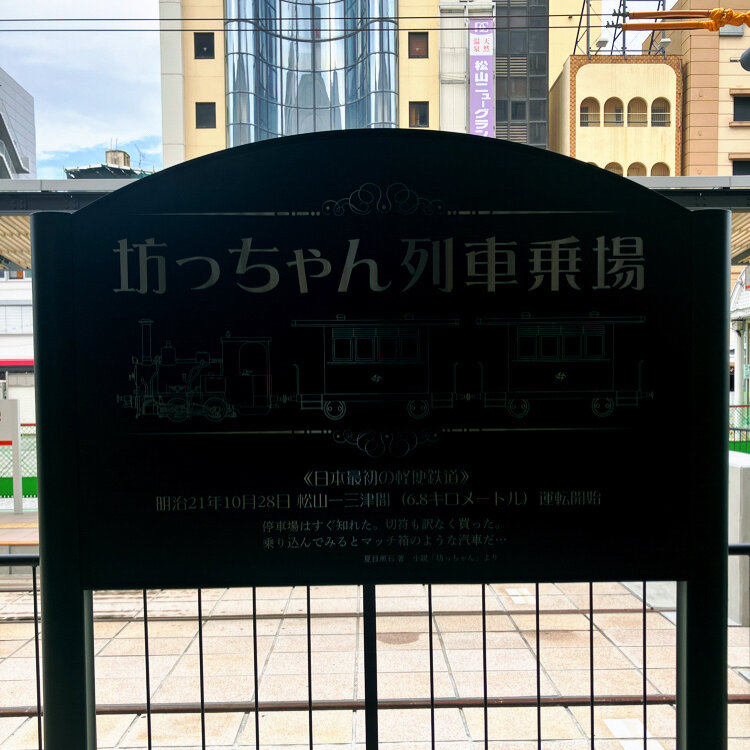 天然温泉
松山ニューグラン
坊っちゃん列車乗場
《日本最初の軽便鉄道》
明治21年10月28日 松山ー三津間（6.8キロメートル）運転開始
停車場はすぐ知れた。切符も訳なく買った。
乗り込んでみるとマッチ箱のような汽車だ…
夏目漱石著 小説「坊っちゃん」より